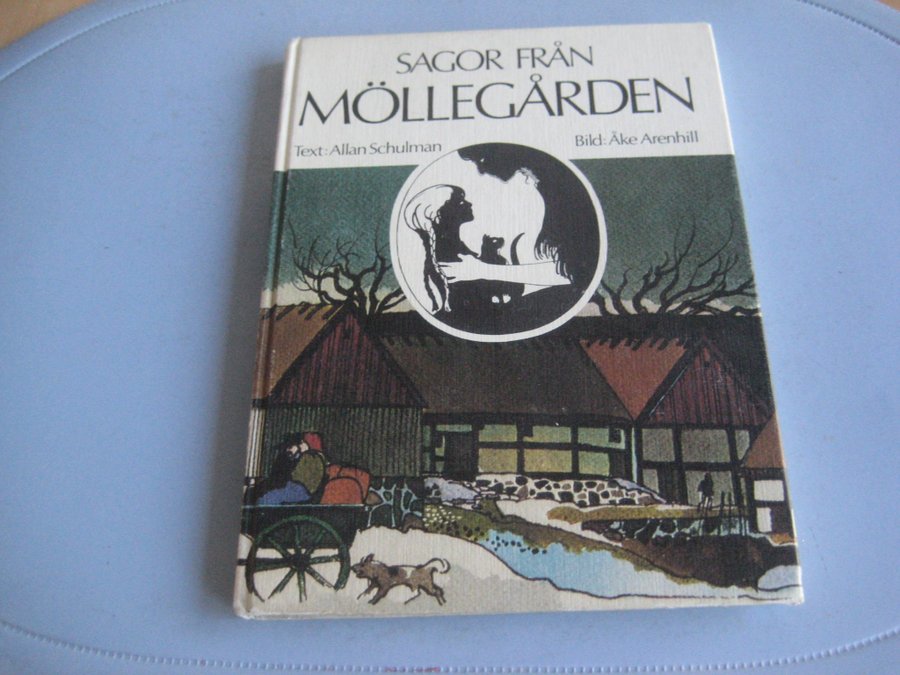 SAGOR FRÅN
MÖLLEGÅRDEN
Text: Allan Schulman
Bild: Åke Arenhill